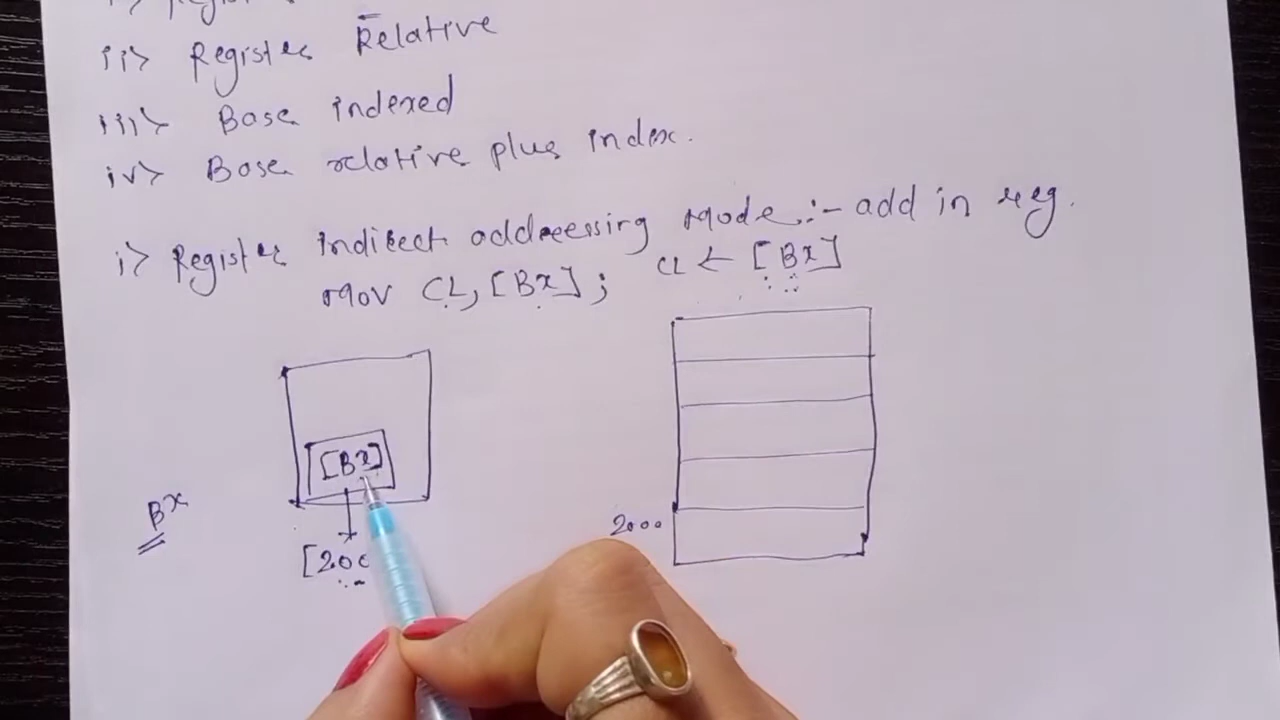 ii> Register Relative
iii> Base indexed
iv> Base relative plus index.
i> Register indirect addressing mode :- add in reg.
mov CL, [Bx] ; CL ← [Bx]
[Bx]
Bx
2000
[200